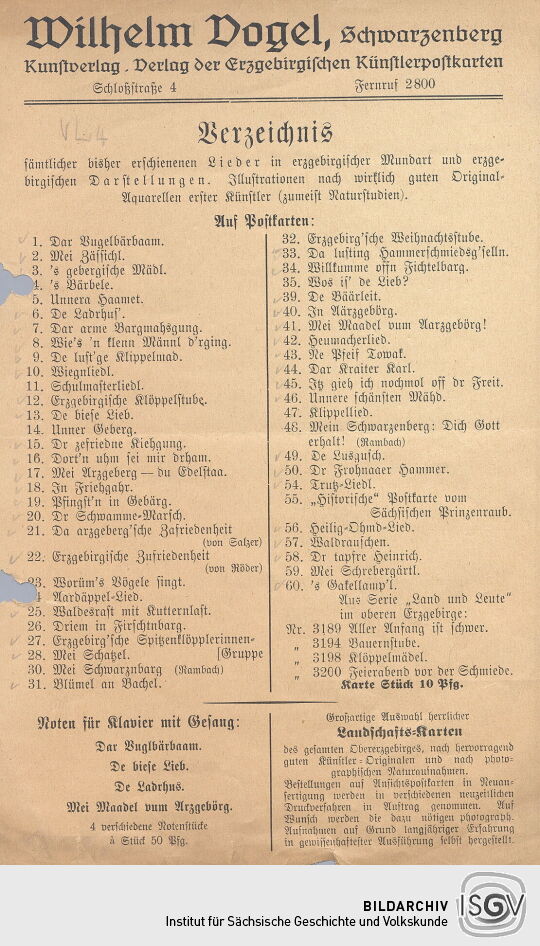 Wilhelm Vogel, Schwarzenberg
Kunstverlag . Verlag der Erzgebirgischen Künstlerpostkarten
Schloßstraße 4 Fernruf 2800
Verzeichnis
sämtlicher bisher erschienenen Lieder in erzgebirgischer Mundart und erzge-
birgischen Darstellungen. Illustrationen nach wirklich guten Original-
Aquarellen erster Künstler (zumeist Naturstudien).
Auf Postkarten:
1. Dar Vugelbärbaam.
2. Mei Zässichl.
3. 's gebergische Mädl.
4. 's Bärbele.
5. Unnera Haamet.
6. De Ladrhus'.
7. Dar arme Bargmahsgung.
8. Wie's 'n klenn Männl d'rging.
9. De lust'ge Klippelmad.
10. Wiegnliedl.
11. Schulmasterliedl.
12. Erzgebirgische Klöppelstube.
13. De biese Lieb.
14. Unner Geberg.
15. Dr zefriedne Kiehgung.
16. Dort'n uhm sei mir drham.
17. Mei Arzgeberg — du Edelstaa.
18. In Friehgahr.
19. Pfingst'n in Gebärg.
20. Dr Schwamme-Marsch.
21. Da arzgeberg'sche Zafriedenheit
(von Salzer)
22. Erzgebirgische Zufriedenheit
(von Röder)
23. Worüm's Vögele singt.
Aardäppel-Lied.
25. Waldesrast mit Kutternlast.
26. Driem in Firschtnbarg.
27. Erzgebirg'sche Spitzenklöpplerinnen-
28. Mei Schatzel. [Gruppe
30. Mei Schwarznbarg (Rambach)
31. Blümel an Bachel.
32. Erzgebirg'sche Weihnachtsstube.
33. Da lusting Hammerschmiedsg'selln.
34. Willkumme offn Fichtelbarg.
35. Wos is' de Lieb?
39. De Bäärleit.
40. In Aärzgebörg.
41. Mei Maadel vum Aarzgebörg!
42. Heumacherlied.
43. Ne Pfeif Towak.
44. Dar Kraiter Karl.
45. Itz gieh ich nochmol off dr Freit.
46. Unnere schänsten Mähd.
47. Klippellied.
48. Mein Schwarzenberg: Dich Gott
erhalt! (Rambach)
49. De Lusgusch.
50. Dr Frohnaaer Hammer.
54. Trutz-Liedl.
55. „Historische" Postkarte vom
Sächsischen Prinzenraub.
56. Heilig-Ohmd-Lied.
57. Waldrauschen.
58. Dr tapfre Heinrich.
59. Mei Schrebergärtl.
60. 's Gakellamp'l.
Aus Serie „Land und Leute"
im oberen Erzgebirge:
Nr. 3189 Aller Anfang ist schwer.
„ 3194 Bauernstube.
„ 3198 Klöppelmädel.
„ 3200 Feierabend vor der Schmiede.
Karte Stück 10 Pfg.
Noten für Klavier mit Gesang:
Dar Vuglbärbaam.
De biese Lieb.
De Ladrhus.
Mei Maadel vum Arzgebörg.
4 verschiedene Notenstücke
à Stück 50 Pfg.
Großartige Auswahl herrlicher
Landschafts-Karten
des gesamten Obererzgebirges, nach hervorragend
guten Künstler-Originalen und nach photo-
graphischen Naturaufnahmen.
Bestellungen auf Ansichtspostkarten in Neuan-
fertigung werden in verschiedenen neuzeitlichen
Druckverfahren in Auftrag genommen. Auf
Wunsch werden die dazu nötigen photograph.
Aufnahmen auf Grund langjähriger Erfahrung
in gewissenhaftester Ausführung selbst hergestellt.
BILDARCHIV
Institut für Sächsische Geschichte und Volkskunde
ISGV